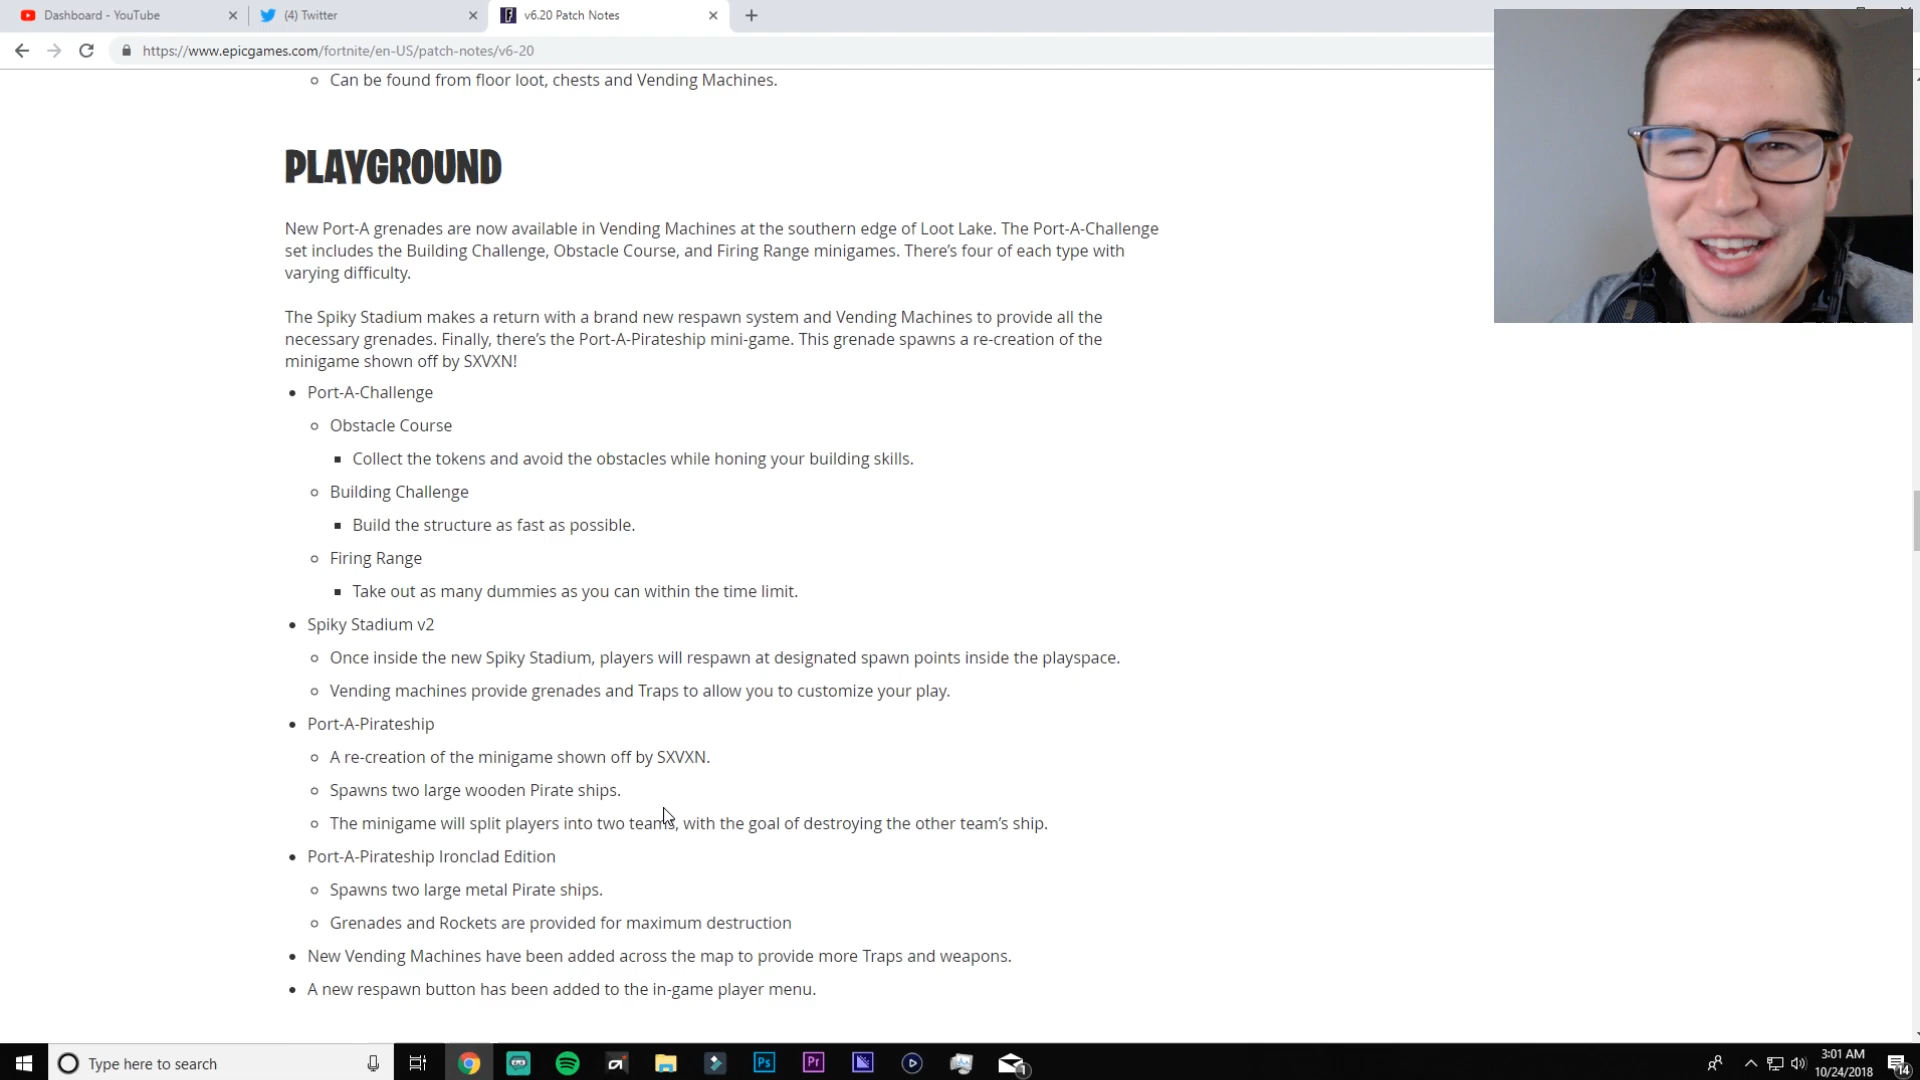 Dashboard - YouTube
(4) Twitter
v6.20 Patch Notes
https://www.epicgames.com/fortnite/en-US/patch-notes/v6-20
Can be found from floor loot, chests and Vending Machines.
PLAYGROUND
New Port-A grenades are now available in Vending Machines at the southern edge of Loot Lake. The Port-A-Challenge
set includes the Building Challenge, Obstacle Course, and Firing Range minigames. There’s four of each type with
varying difficulty.
The Spiky Stadium makes a return with a brand new respawn system and Vending Machines to provide all the
necessary grenades. Finally, there’s the Port-A-Pirateship mini-game. This grenade spawns a re-creation of the
minigame shown off by SXVXN!
Port-A-Challenge
Obstacle Course
Collect the tokens and avoid the obstacles while honing your building skills.
Building Challenge
Build the structure as fast as possible.
Firing Range
Take out as many dummies as you can within the time limit.
Spiky Stadium v2
Once inside the new Spiky Stadium, players will respawn at designated spawn points inside the playspace.
Vending machines provide grenades and Traps to allow you to customize your play.
Port-A-Pirateship
A re-creation of the minigame shown off by SXVXN.
Spawns two large wooden Pirate ships.
The minigame will split players into two teams, with the goal of destroying the other team’s ship.
Port-A-Pirateship Ironclad Edition
Spawns two large metal Pirate ships.
Grenades and Rockets are provided for maximum destruction
New Vending Machines have been added across the map to provide more Traps and weapons.
A new respawn button has been added to the in-game player menu.
Type here to search
Ps
Pr
1
3:01 AM
10/24/2018
14